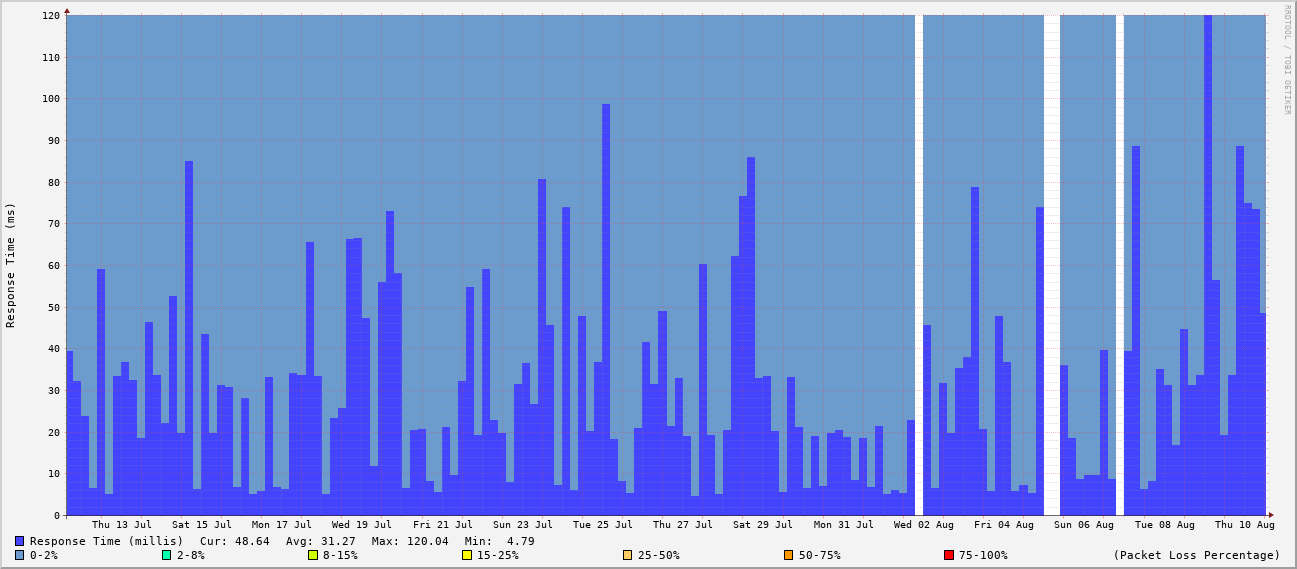 RRDTOOL / TOBI OETIKER
Response Time (ms)
120
110
100
90
80
70
60
50
40
30
20
10
0
Thu 13 Jul Sat 15 Jul Mon 17 Jul Wed 19 Jul Fri 21 Jul Sun 23 Jul Tue 25 Jul Thu 27 Jul Sat 29 Jul Mon 31 Jul Wed 02 Aug Fri 04 Aug Sun 06 Aug Tue 08 Aug Thu 10 Aug
Response Time (millis) Cur: 48.64 Avg: 31.27 Max: 120.04 Min: 4.79
0-2% 2-8% 8-15% 15-25% 25-50% 50-75% 75-100% (Packet Loss Percentage)